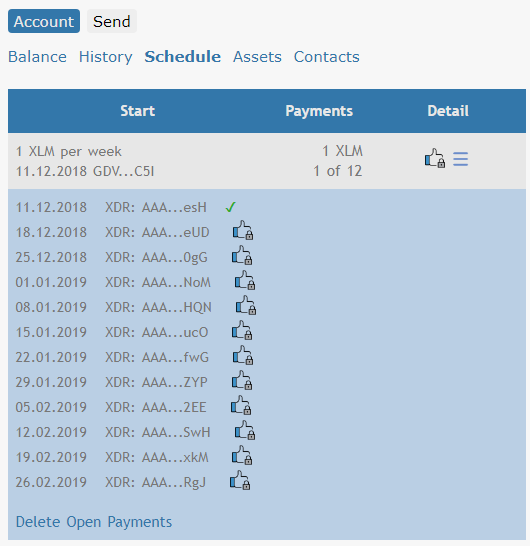 Account Send
Balance History Schedule Assets Contacts
Start Payments Detail
1 XLM per week 1 XLM
11.12.2018 GDV...C5I 1 of 12
11.12.2018 XDR: AAA...esH ✓
18.12.2018 XDR: AAA...eUD
25.12.2018 XDR: AAA...0gG
01.01.2019 XDR: AAA...NoM
08.01.2019 XDR: AAA...HQN
15.01.2019 XDR: AAA...ucO
22.01.2019 XDR: AAA...fwG
29.01.2019 XDR: AAA...ZYP
05.02.2019 XDR: AAA...2EE
12.02.2019 XDR: AAA...SwH
19.02.2019 XDR: AAA...xkM
26.02.2019 XDR: AAA...RgJ
Delete Open Payments